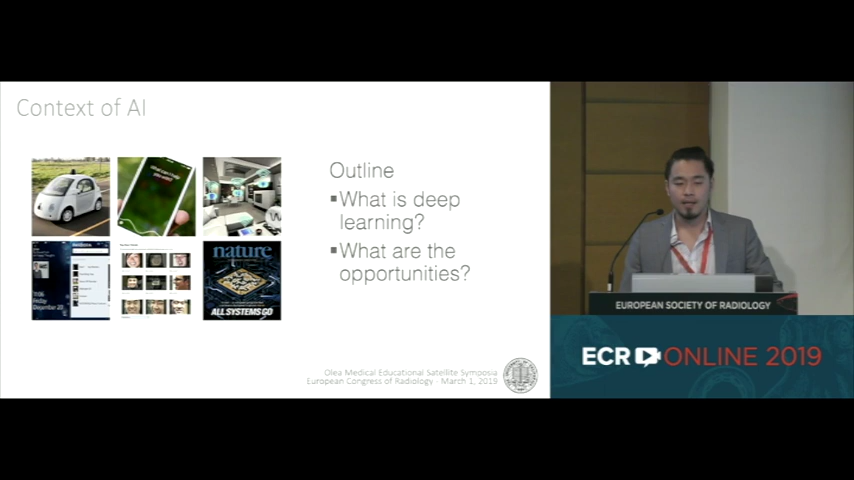 Context of AI
Outline
▪What is deep
learning?
▪What are the
opportunities?
nature
ALL SYSTEMS GO
Olea Medical Educational Satellite Symposia
European Congress of Radiology - March 1, 2019
EUROPEAN SOCIETY OF RADIOLOGY
ECR ONLINE 2019